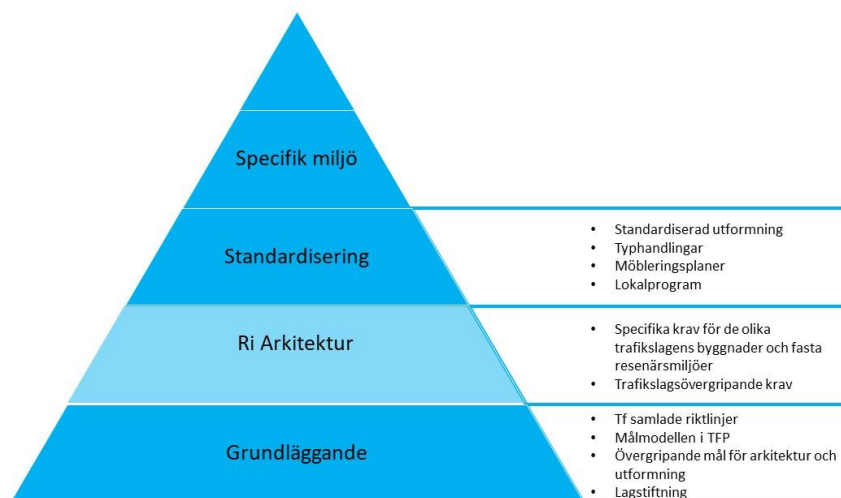 Specifik miljö
Standardisering
• Standardiserad utformning
• Typhandlingar
• Möbleringsplaner
• Lokalprogram
Ri Arkitektur
• Specifika krav för de olika
trafikslagens byggnader och fasta
resenärsmiljöer
• Trafikslagsövergripande krav
Grundläggande
• Tf samlade riktlinjer
• Målmodellen i TFP
• Övergripande mål för arkitektur och
utformning
• Lagstiftning